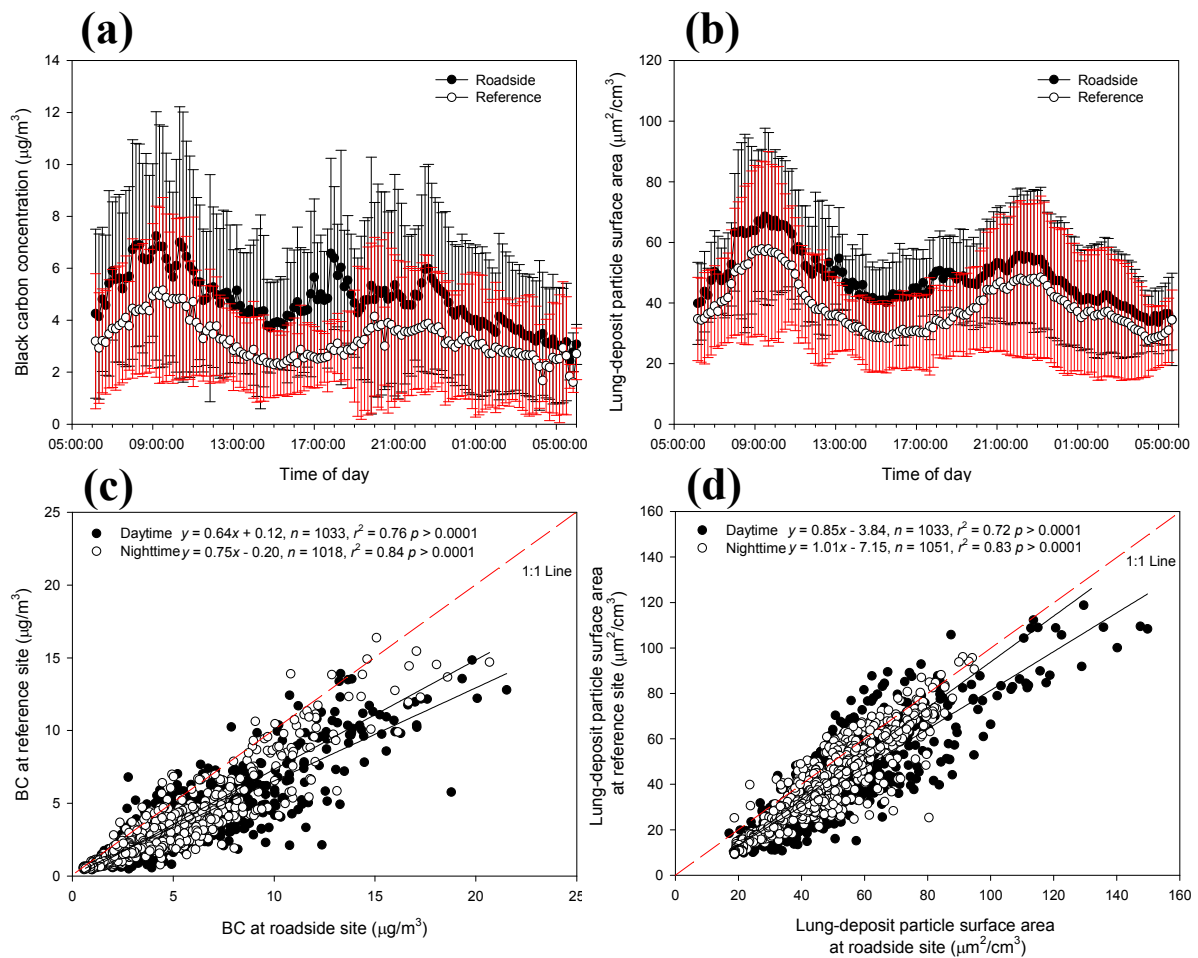 (a)
Black carbon concentration (µg/m³)
14
12
10
8
6
4
2
0
Roadside
Reference
05:00:00 09:00:00 13:00:00 17:00:00 21:00:00 01:00:00 05:00:00
Time of day
(b)
Lung-deposit particle surface area (µm²/cm³)
120
100
80
60
40
20
0
Roadside
Reference
05:00:00 09:00:00 13:00:00 17:00:00 21:00:00 01:00:00 05:00:00
Time of day
(c)
BC at reference site (µg/m³)
25
20
15
10
5
0
Daytime y = 0.64x + 0.12, n = 1033, r² = 0.76 p > 0.0001
Nighttime y = 0.75x - 0.20, n = 1018, r² = 0.84 p > 0.0001
1:1 Line
0 5 10 15 20 25
BC at roadside site (µg/m³)
(d)
Lung-deposit particle surface area
at reference site (µm²/cm³)
160
140
120
100
80
60
40
20
0
Daytime y = 0.85x - 3.84, n = 1033, r² = 0.72 p > 0.0001
Nighttime y = 1.01x - 7.15, n = 1051, r² = 0.83 p > 0.0001
1:1 Line
0 20 40 60 80 100 120 140 160
Lung-deposit particle surface area
at roadside site (µm²/cm³)